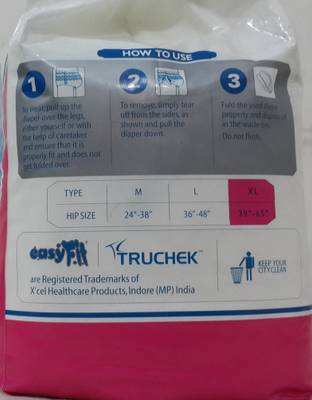 HOW TO USE
1
To wear, pull up the
diaper over the legs,
either yourself or with
the help of caretaker
and ensure that it is
properly fit and does not
get folded over.
2
To remove, simply tear
off from the sides, as
shown and pull the
diaper down.
3
Fold the used diaper
properly and dispose
in the waste bin.
Do not flush.
TYPE M L XL
HIP SIZE 24"-38" 36"-48" 39"-65"
easyFit TRUCHEK™
KEEP YOUR
CITY CLEAN
are Registered Trademarks of
X'cel Healthcare Products, Indore (MP) India